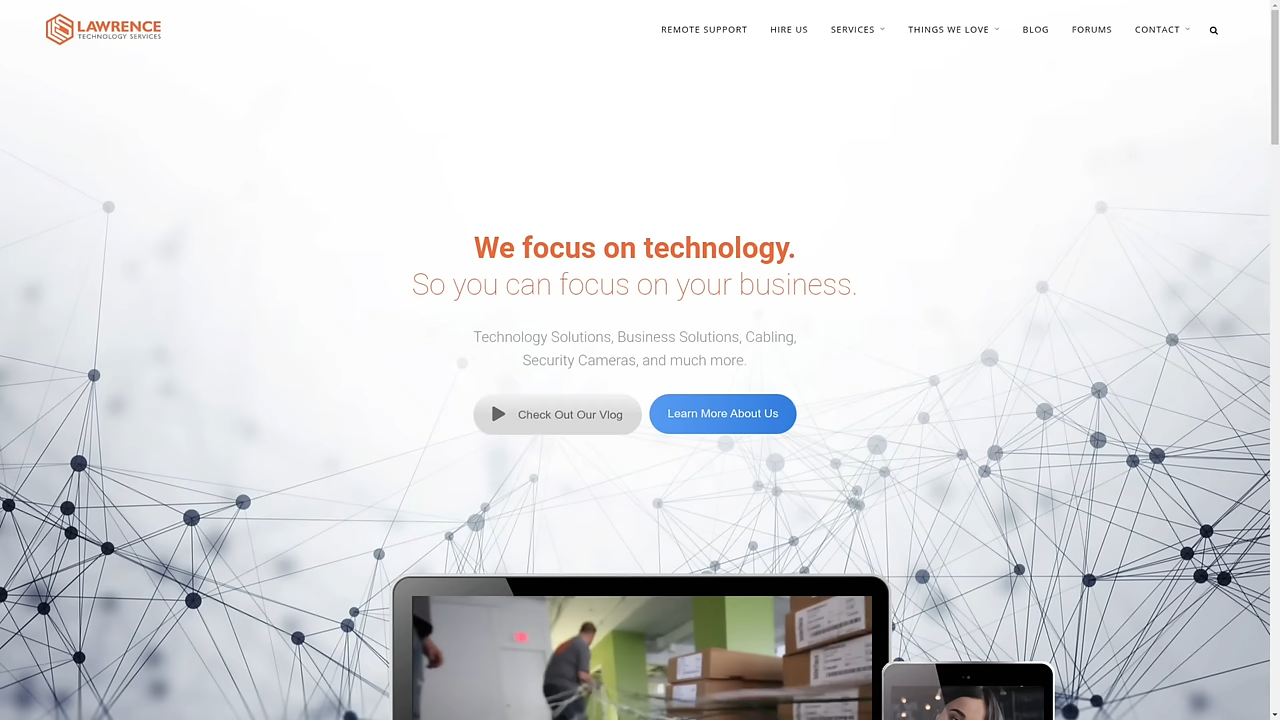 LAWRENCE
TECHNOLOGY SERVICES
REMOTE SUPPORT
HIRE US
SERVICES
THINGS WE LOVE
BLOG
FORUMS
CONTACT
We focus on technology.
So you can focus on your business.
Technology Solutions, Business Solutions, Cabling,
Security Cameras, and much more.
Check Out Our Vlog
Learn More About Us